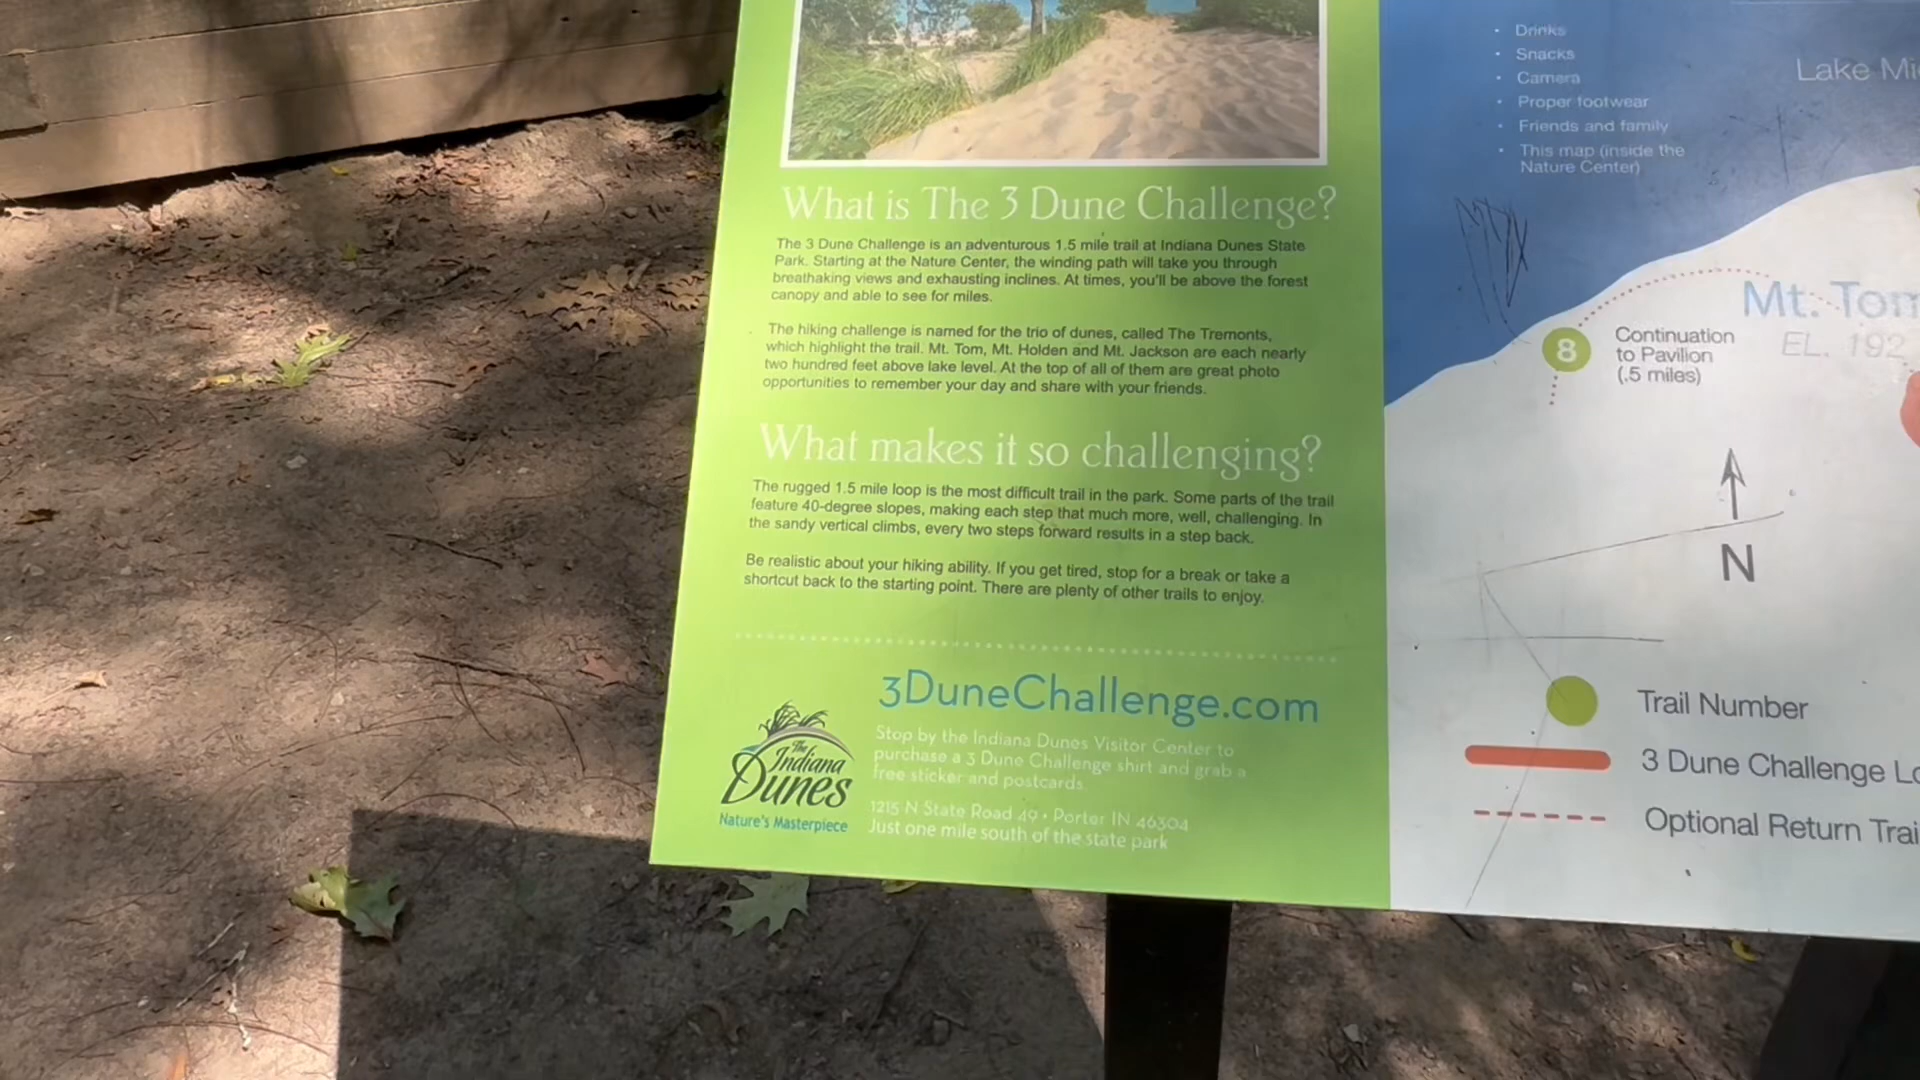 What is The 3 Dune Challenge?
The 3 Dune Challenge is an adventurous 1.5 mile trail at Indiana Dunes State
Park. Starting at the Nature Center, the winding path will take you through
breathaking views and exhausting inclines. At times, you'll be above the forest
canopy and able to see for miles.
The hiking challenge is named for the trio of dunes, called The Tremonts,
which highlight the trail. Mt. Tom, Mt. Holden and Mt. Jackson are each nearly
two hundred feet above lake level. At the top of all of them are great photo
opportunities to remember your day and share with your friends.
What makes it so challenging?
The rugged 1.5 mile loop is the most difficult trail in the park. Some parts of the trail
feature 40-degree slopes, making each step that much more, well, challenging. In
the sandy vertical climbs, every two steps forward results in a step back.
Be realistic about your hiking ability. If you get tired, stop for a break or take a
shortcut back to the starting point. There are plenty of other trails to enjoy.
3DuneChallenge.com
Stop by the Indiana Dunes Visitor Center to
purchase a 3 Dune Challenge shirt and grab a
free sticker and postcards
1215 N State Road 49 • Porter IN 46304
Just one mile south of the state park
The
Indiana
Dunes
Nature's Masterpiece
• Drinks
• Snacks
• Camera
• Proper footwear
• Friends and family
• This map (inside the
Nature Center)
Lake Mi
Mt. Tom
EL. 192
8
Continuation
to Pavilion
(.5 miles)
N
Trail Number
3 Dune Challenge Lo
Optional Return Trai